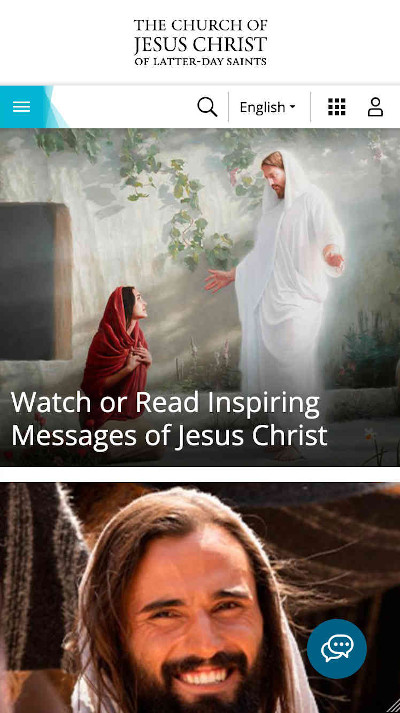 THE CHURCH OF
JESUS CHRIST
OF LATTER-DAY SAINTS
English
Watch or Read Inspiring
Messages of Jesus Christ